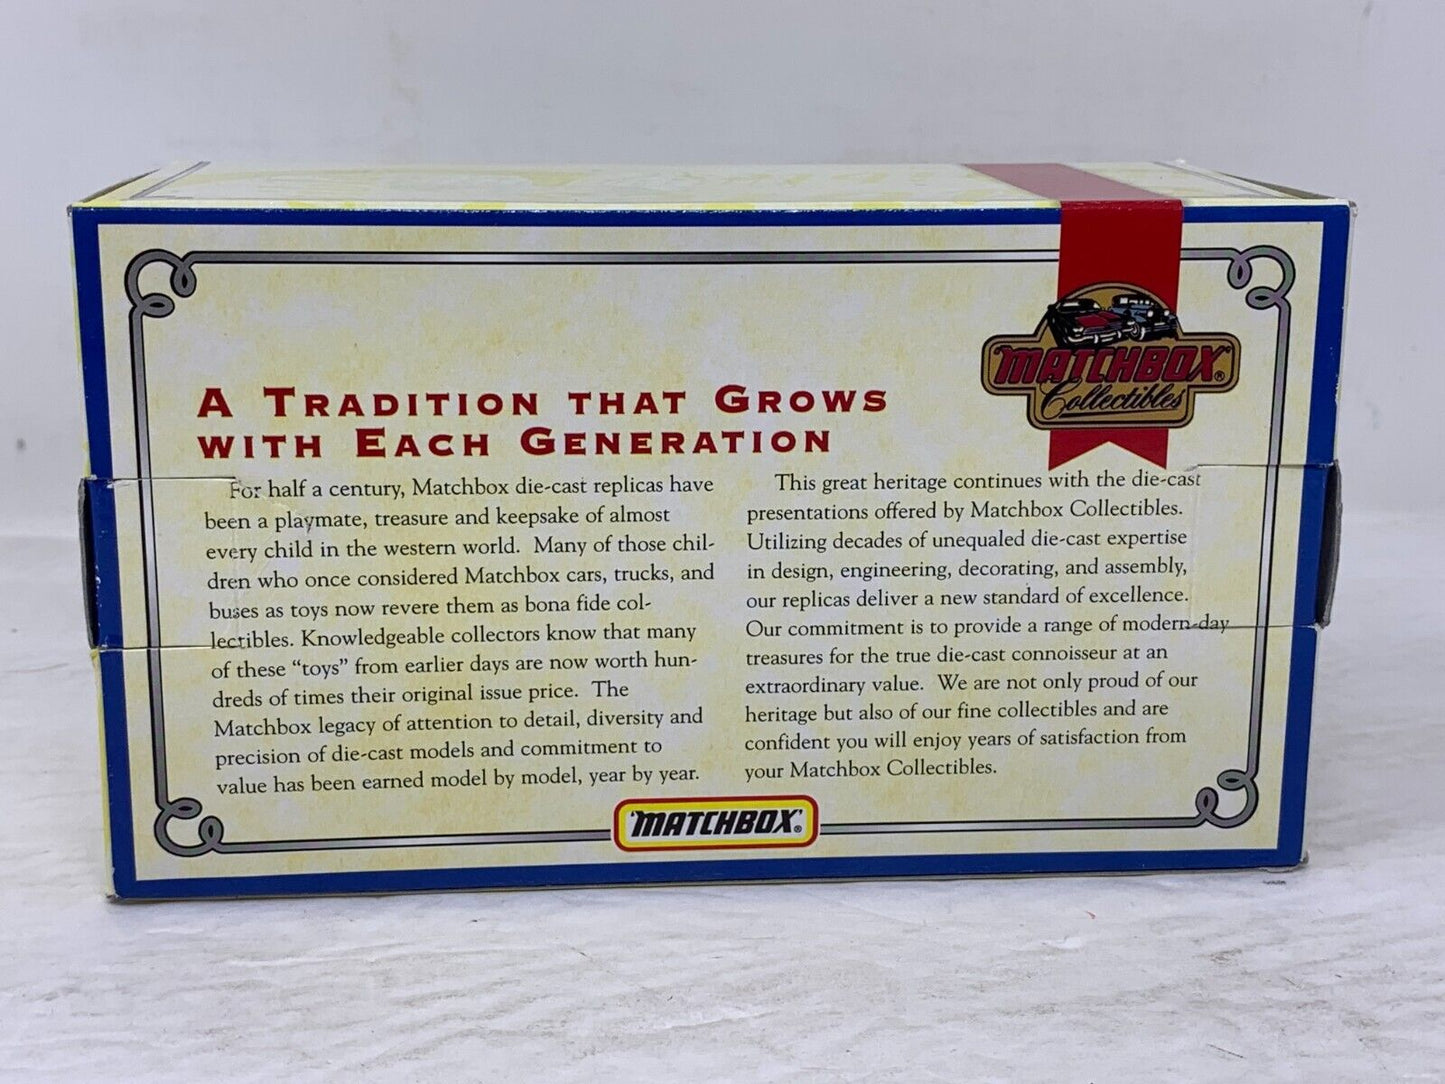 MATCHBOX®
Collectibles
A TRADITION THAT GROWS
WITH EACH GENERATION
For half a century, Matchbox die-cast replicas have
been a playmate, treasure and keepsake of almost
every child in the western world. Many of those chil-
dren who once considered Matchbox cars, trucks, and
buses as toys now revere them as bona fide col-
lectibles. Knowledgeable collectors know that many
of these “toys” from earlier days are now worth hun-
dreds of times their original issue price. The
Matchbox legacy of attention to detail, diversity and
precision of die-cast models and commitment to
value has been earned model by model, year by year.
This great heritage continues with the die-cast
presentations offered by Matchbox Collectibles.
Utilizing decades of unequaled die-cast expertise
in design, engineering, decorating, and assembly,
our replicas deliver a new standard of excellence.
Our commitment is to provide a range of modern-day
treasures for the true die-cast connoisseur at an
extraordinary value. We are not only proud of our
heritage but also of our fine collectibles and are
confident you will enjoy years of satisfaction from
your Matchbox Collectibles.
"MATCHBOX"®